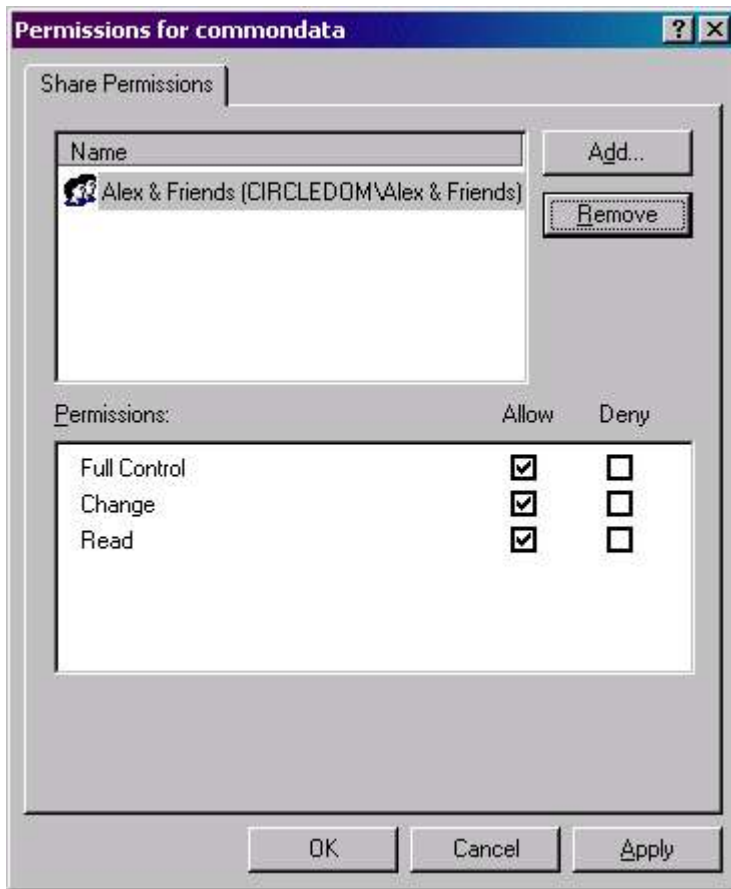 Permissions for commondata
Share Permissions
Name
Add...
Alex & Friends (CIRCLEDOM\Alex & Friends)
Remove
Permissions: Allow Deny
Full Control
Change
Read
OK Cancel Apply